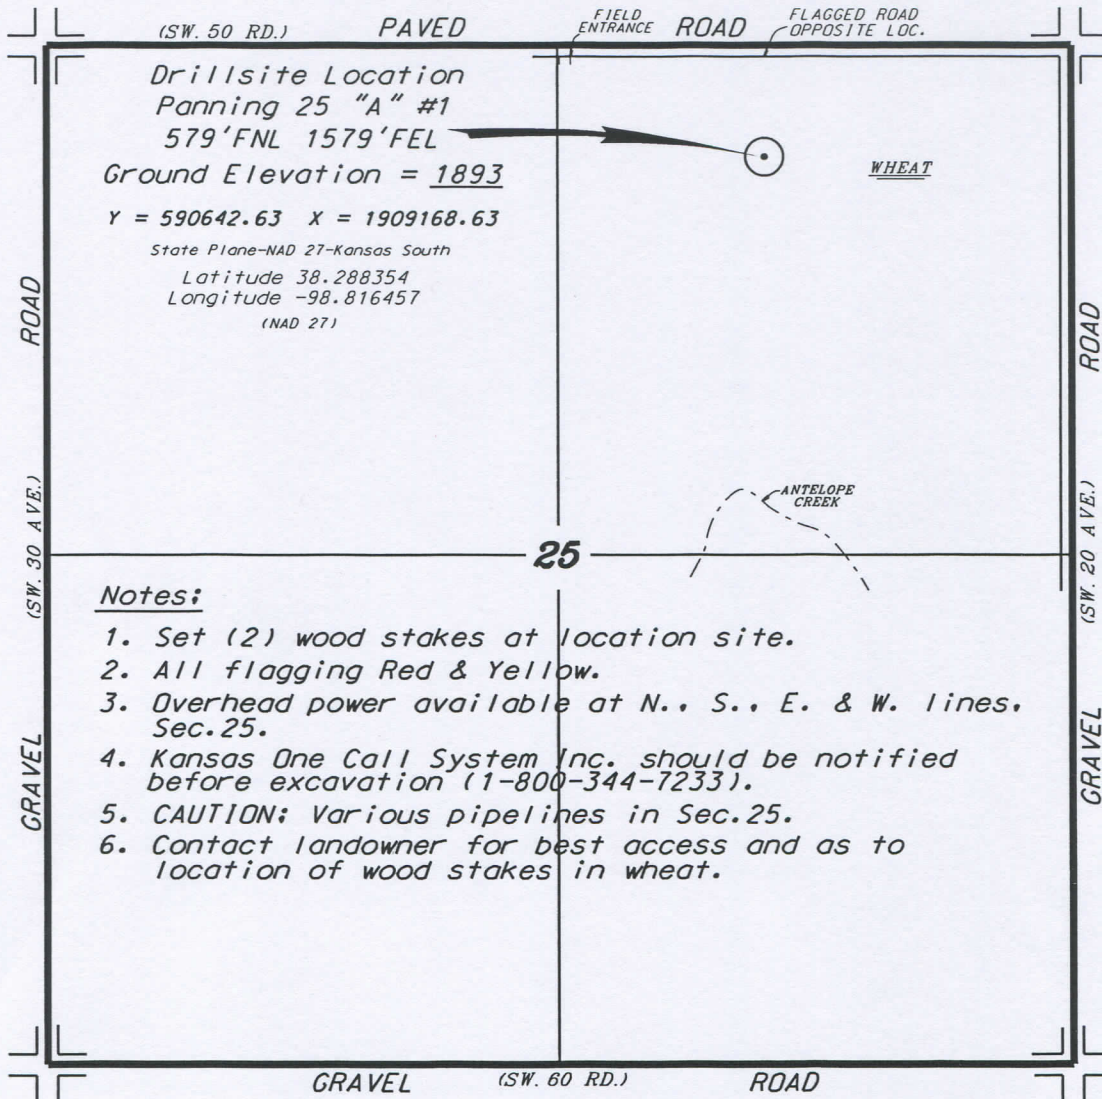 (SW. 50 RD.) PAVED ROAD
FIELD
ENTRANCE
FLAGGED ROAD
OPPOSITE LOC.
Drillsite Location
Panning 25 "A" #1
579'FNL 1579'FEL
Ground Elevation = 1893
Y = 590642.63 X = 1909168.63
State Plane-NAD 27-Kansas South
Latitude 38.288354
Longitude -98.816457
(NAD 27)
WHEAT
ANTELOPE
CREEK
GRAVEL (SW. 30 AVE.) ROAD
GRAVEL (SW. 20 AVE.) ROAD
25
Notes:
1. Set (2) wood stakes at location site.
2. All flagging Red & Yellow.
3. Overhead power available at N., S., E. & W. lines,
Sec.25.
4. Kansas One Call System Inc. should be notified
before excavation (1-800-344-7233).
5. CAUTION: Various pipelines in Sec.25.
6. Contact landowner for best access and as to
location of wood stakes in wheat.
GRAVEL (SW. 60 RD.) ROAD